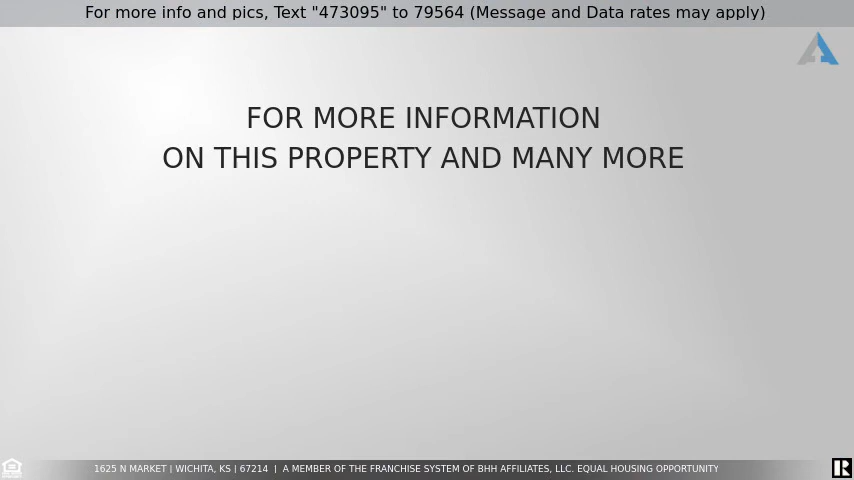 For more info and pics, Text "473095" to 79564 (Message and Data rates may apply)
FOR MORE INFORMATION
ON THIS PROPERTY AND MANY MORE
1625 N MARKET | WICHITA, KS | 67214 | A MEMBER OF THE FRANCHISE SYSTEM OF BHH AFFILIATES, LLC. EQUAL HOUSING OPPORTUNITY